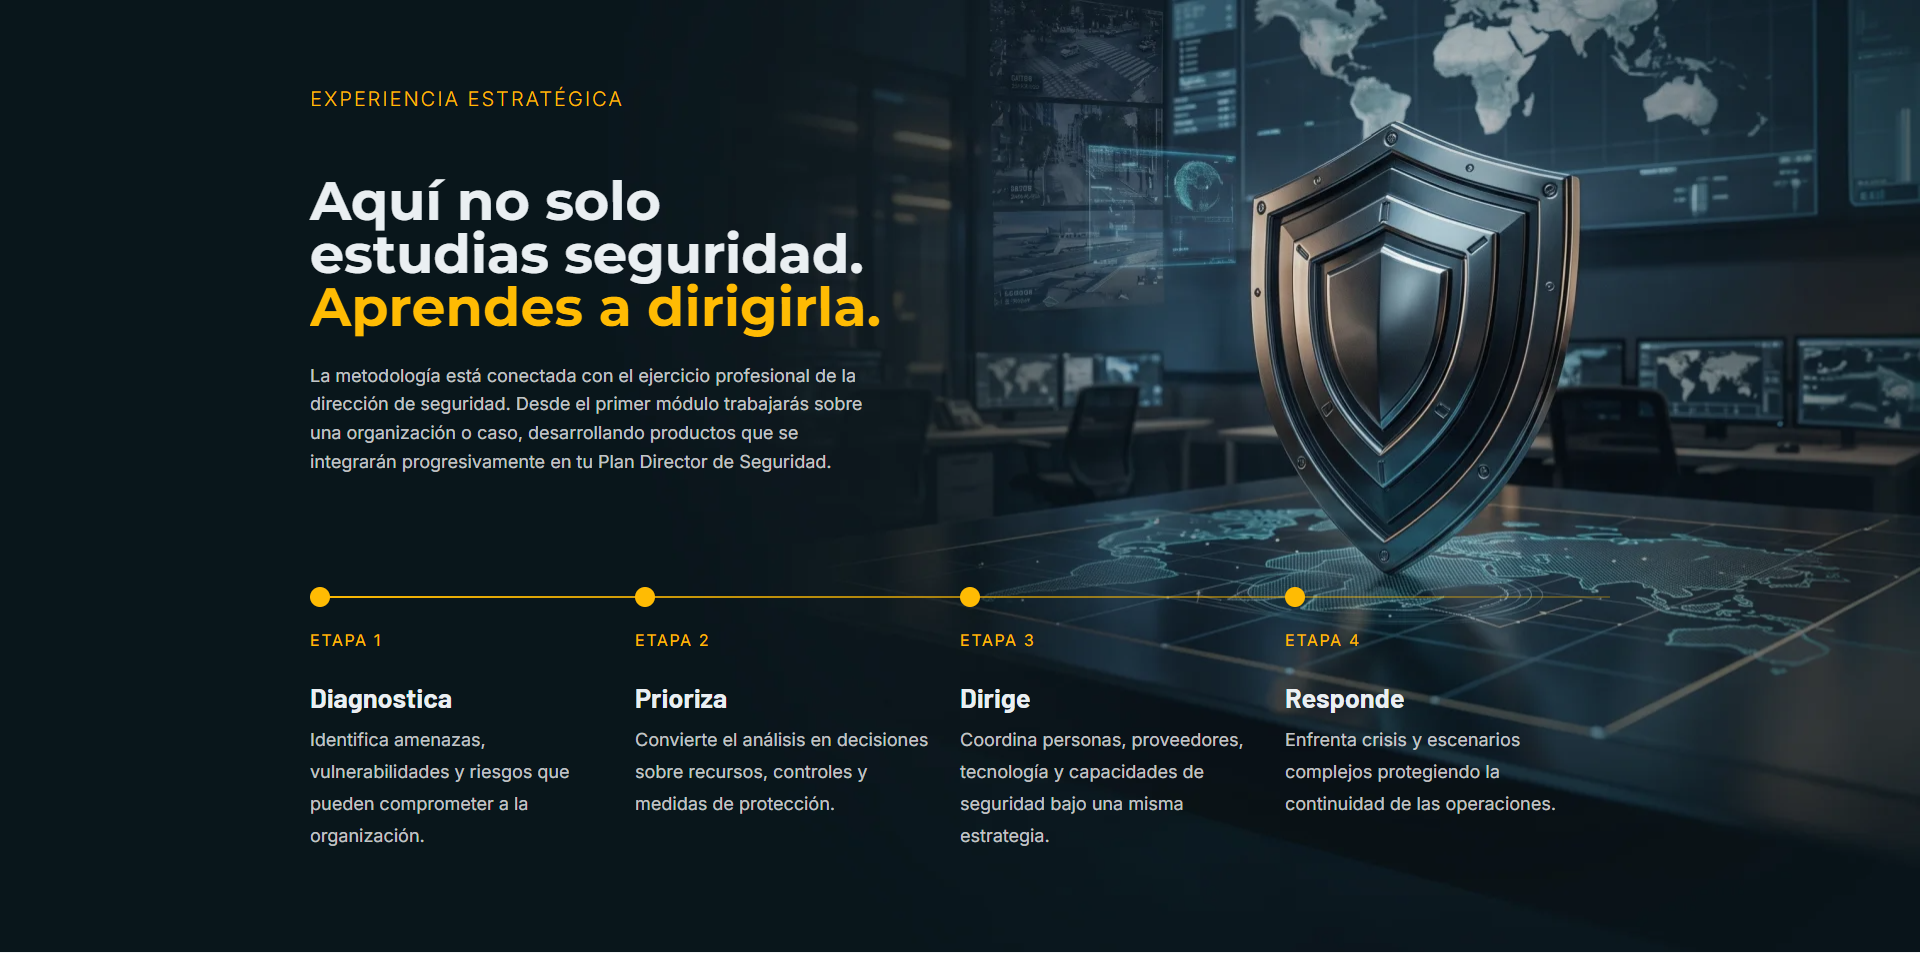 EXPERIENCIA ESTRATÉGICA
Aquí no solo
estudias seguridad.
Aprendes a dirigirla.
La metodología está conectada con el ejercicio profesional de la
dirección de seguridad. Desde el primer módulo trabajarás sobre
una organización o caso, desarrollando productos que se
integrarán progresivamente en tu Plan Director de Seguridad.
ETAPA 1
Diagnostica
Identifica amenazas,
vulnerabilidades y riesgos que
pueden comprometer a la
organización.
ETAPA 2
Prioriza
Convierte el análisis en decisiones
sobre recursos, controles y
medidas de protección.
ETAPA 3
Dirige
Coordina personas, proveedores,
tecnología y capacidades de
seguridad bajo una misma
estrategia.
ETAPA 4
Responde
Enfrenta crisis y escenarios
complejos protegiendo la
continuidad de las operaciones.